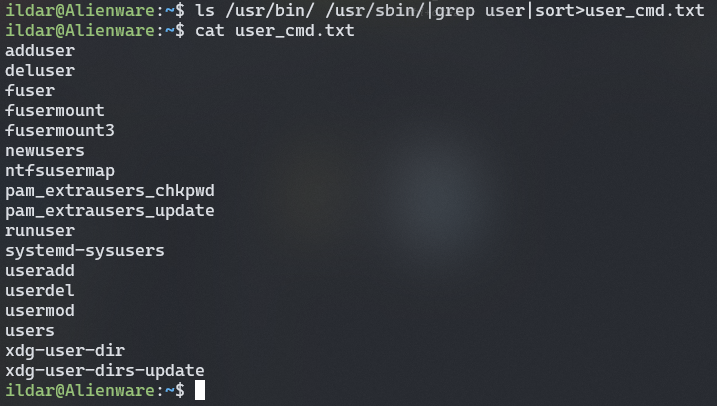 ildar@Alienware:~$ ls /usr/bin/ /usr/sbin/|grep user|sort>user_cmd.txt
ildar@Alienware:~$ cat user_cmd.txt
adduser
deluser
fuser
fusermount
fusermount3
newusers
ntfsusermap
pam_extrausers_chkpwd
pam_extrausers_update
runuser
systemd-sysusers
useradd
userdel
usermod
users
xdg-user-dir
xdg-user-dirs-update
ildar@Alienware:~$